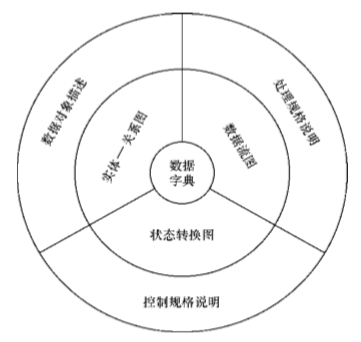 数据对象描述
处理规格说明
实体－关系图
数据流图
数据
字典
状态转换图
控制规格说明